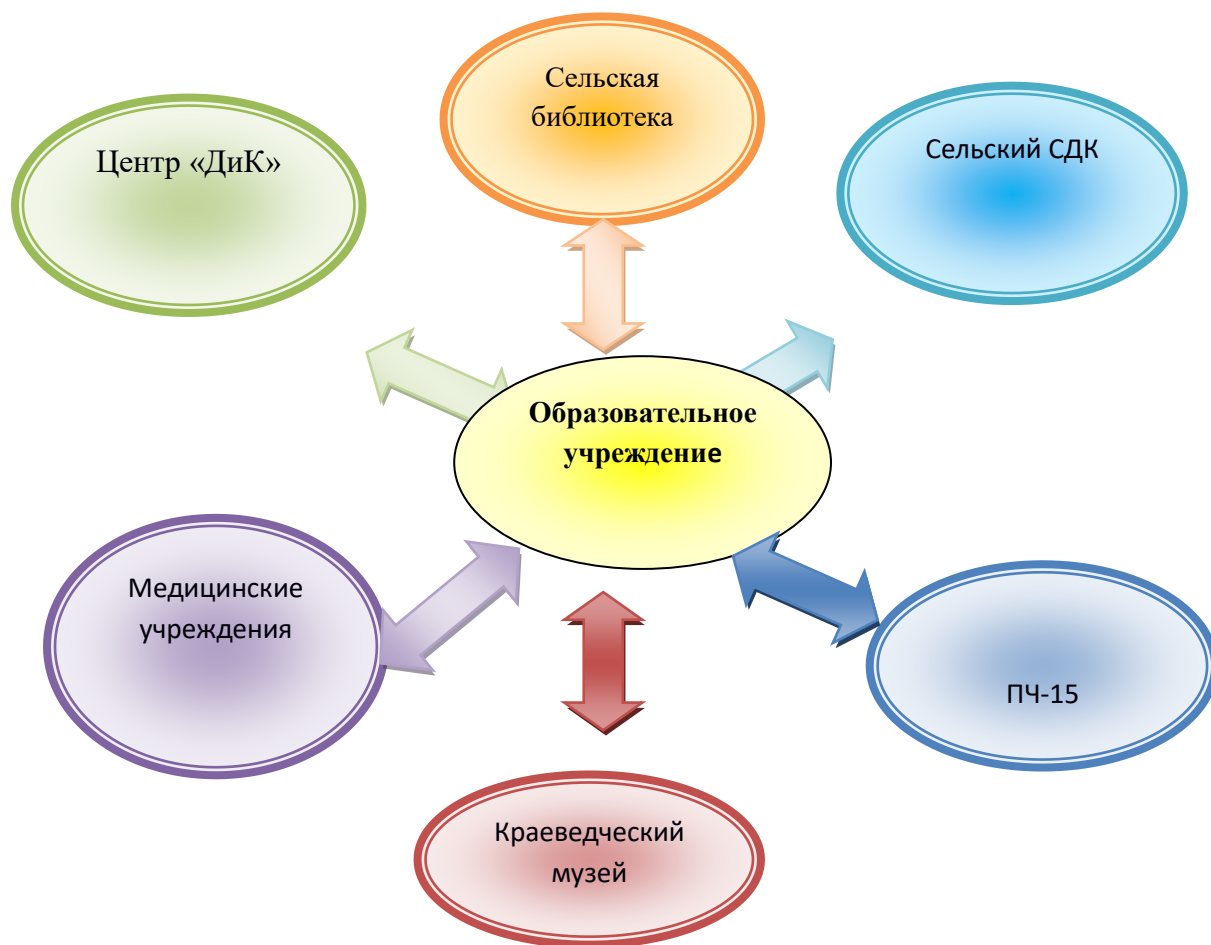 Сельская
библиотека
Центр «ДиК»
Сельский СДК
Образовательное
учреждение
Медицинские
учреждения
ПЧ-15
Краеведческий
музей